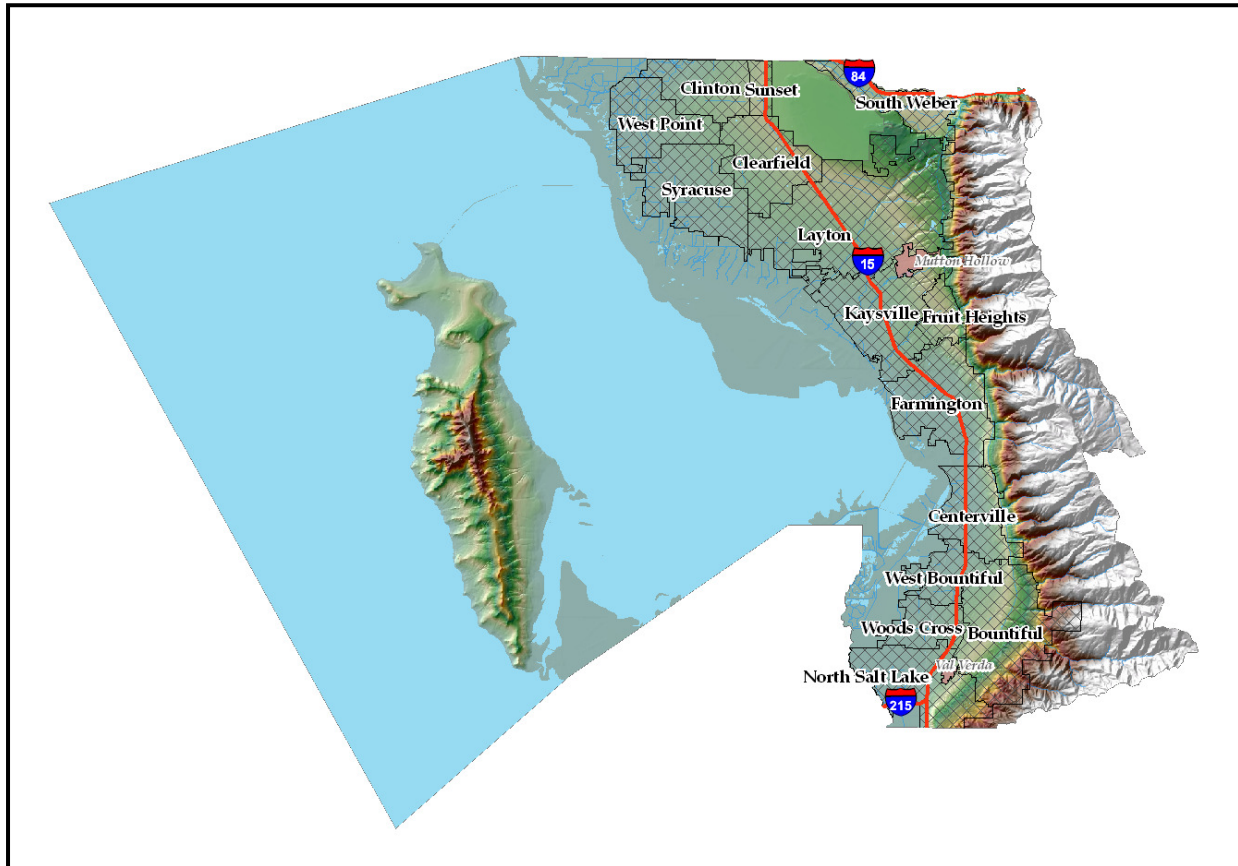 84
Clinton
Sunset
South Weber
West Point
Clearfield
Syracuse
Layton
15
Mutton Hollow
Kaysville
Fruit Heights
Farmington
Centerville
West Bountiful
Woods Cross
Bountiful
Val Verda
North Salt Lake
215